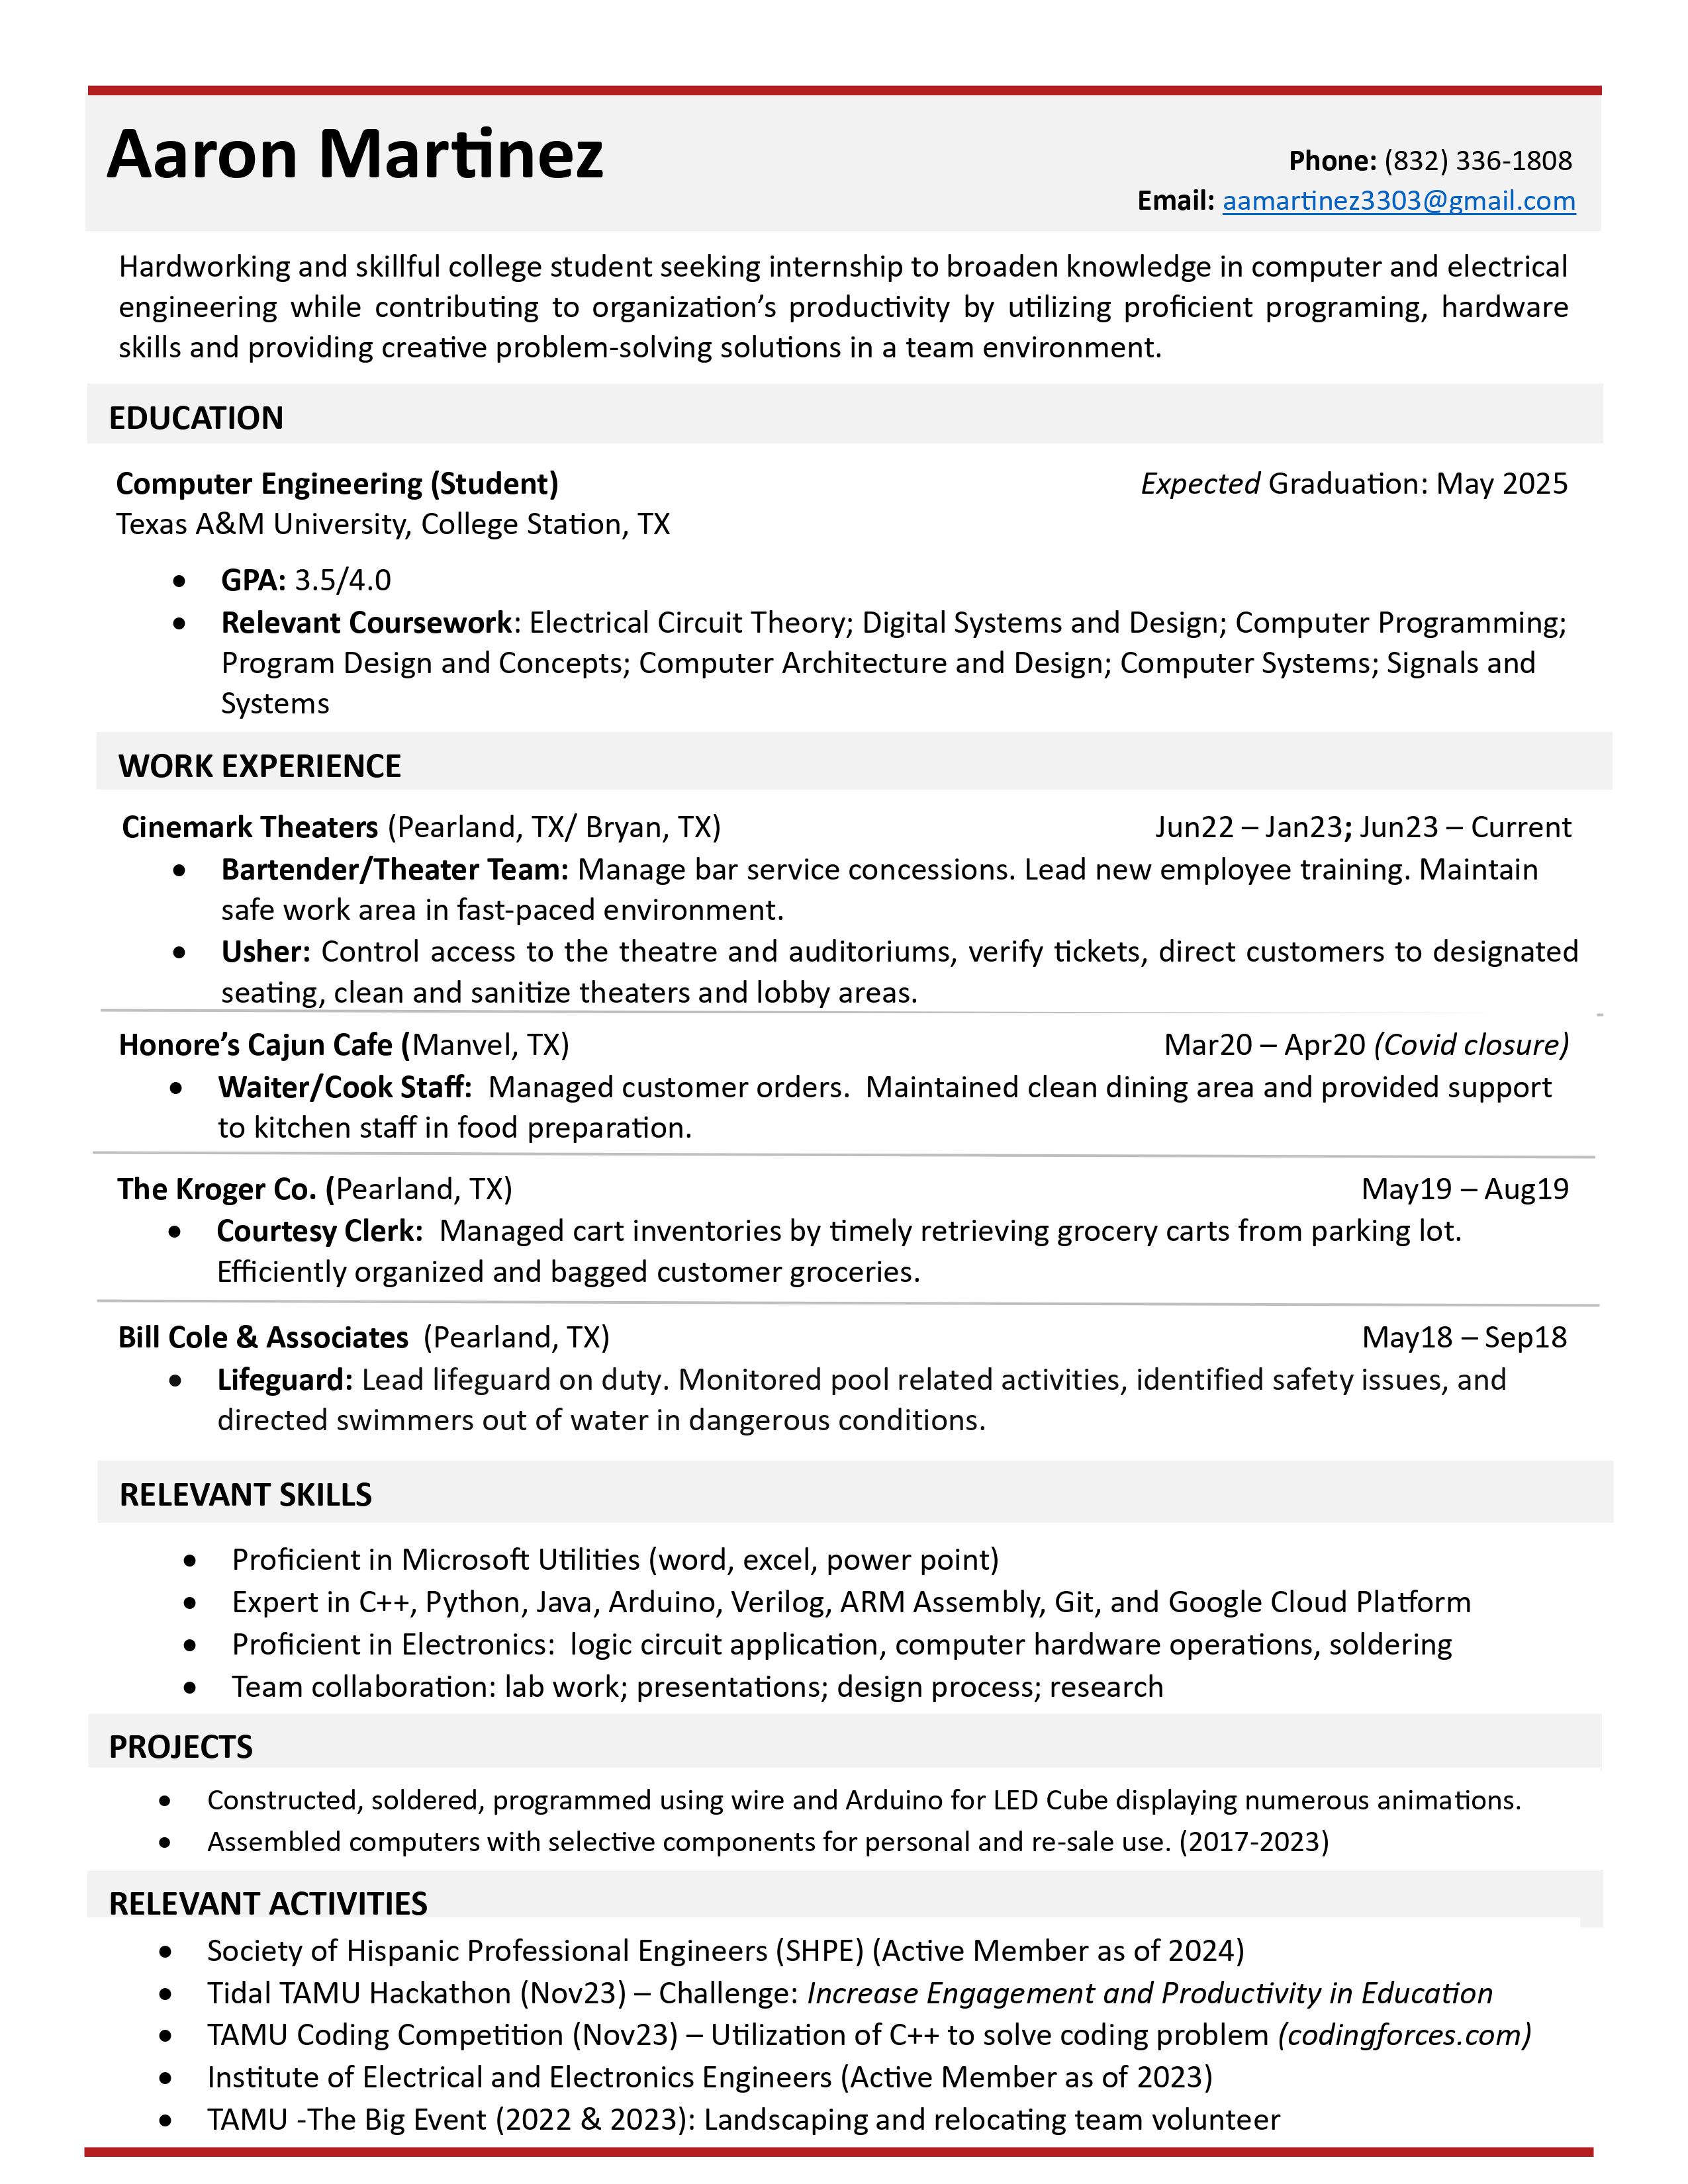 Aaron Martinez
Phone: (832) 336-1808
Email: aamartinez3303@gmail.com
Hardworking and skillful college student seeking internship to broaden knowledge in computer and electrical
engineering while contributing to organization’s productivity by utilizing proficient programing, hardware
skills and providing creative problem-solving solutions in a team environment.
EDUCATION
Computer Engineering (Student) Expected Graduation: May 2025
Texas A&M University, College Station, TX
• GPA: 3.5/4.0
• Relevant Coursework: Electrical Circuit Theory; Digital Systems and Design; Computer Programming;
Program Design and Concepts; Computer Architecture and Design; Computer Systems; Signals and
Systems
WORK EXPERIENCE
Cinemark Theaters (Pearland, TX/ Bryan, TX) Jun22 – Jan23; Jun23 – Current
• Bartender/Theater Team: Manage bar service concessions. Lead new employee training. Maintain
safe work area in fast-paced environment.
• Usher: Control access to the theatre and auditoriums, verify tickets, direct customers to designated
seating, clean and sanitize theaters and lobby areas.
Honore’s Cajun Cafe (Manvel, TX) Mar20 – Apr20 (Covid closure)
• Waiter/Cook Staff: Managed customer orders. Maintained clean dining area and provided support
to kitchen staff in food preparation.
The Kroger Co. (Pearland, TX) May19 – Aug19
• Courtesy Clerk: Managed cart inventories by timely retrieving grocery carts from parking lot.
Efficiently organized and bagged customer groceries.
Bill Cole & Associates (Pearland, TX) May18 – Sep18
• Lifeguard: Lead lifeguard on duty. Monitored pool related activities, identified safety issues, and
directed swimmers out of water in dangerous conditions.
RELEVANT SKILLS
• Proficient in Microsoft Utilities (word, excel, power point)
• Expert in C++, Python, Java, Arduino, Verilog, ARM Assembly, Git, and Google Cloud Platform
• Proficient in Electronics: logic circuit application, computer hardware operations, soldering
• Team collaboration: lab work; presentations; design process; research
PROJECTS
• Constructed, soldered, programmed using wire and Arduino for LED Cube displaying numerous animations.
• Assembled computers with selective components for personal and re-sale use. (2017-2023)
RELEVANT ACTIVITIES
• Society of Hispanic Professional Engineers (SHPE) (Active Member as of 2024)
• Tidal TAMU Hackathon (Nov23) – Challenge: Increase Engagement and Productivity in Education
• TAMU Coding Competition (Nov23) – Utilization of C++ to solve coding problem (codingforces.com)
• Institute of Electrical and Electronics Engineers (Active Member as of 2023)
• TAMU -The Big Event (2022 & 2023): Landscaping and relocating team volunteer